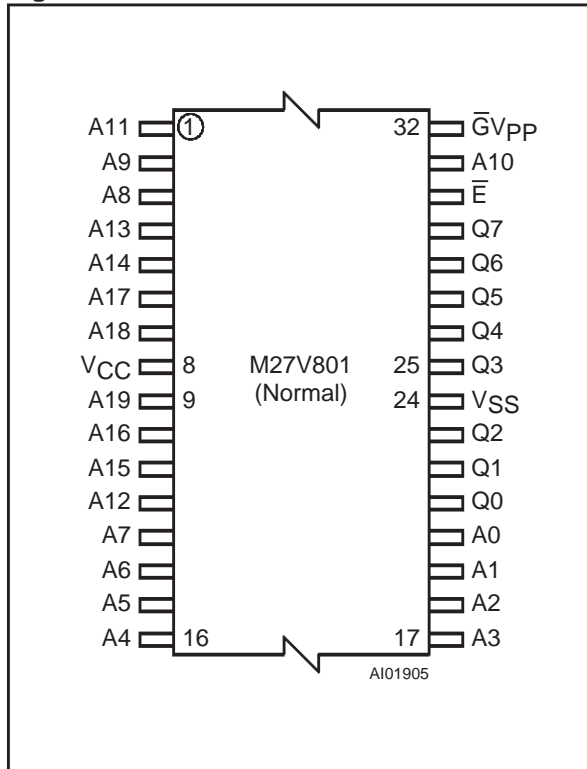 A11 1 32 G̅VPP
A9 A10
A8 E̅
A13 Q7
A14 Q6
A17 Q5
A18 Q4
VCC 8 M27V801 25 Q3
A19 9 (Normal) 24 VSS
A16 Q2
A15 Q1
A12 Q0
A7 A0
A6 A1
A5 A2
A4 16 17 A3
AI01905